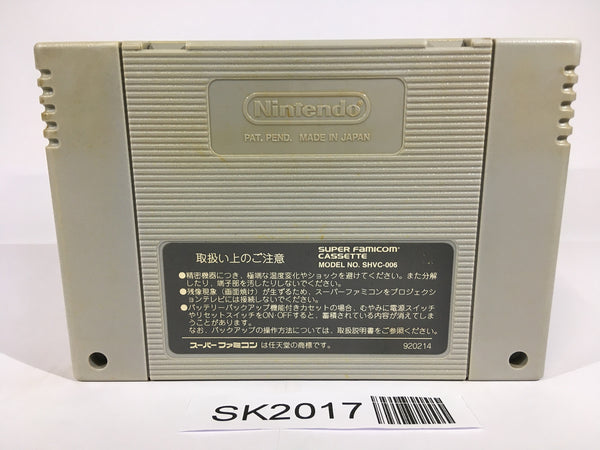 Nintendo
PAT. PEND. MADE IN JAPAN
取扱い上のご注意
SUPER FAMICOM
CASSETTE
MODEL NO. SHVC-006
●精密機器につき、極端な温度変化やショックを避けてください。また分解
したり、端子部を汚したりしないでください。
●残像現象（画面焼け）が生ずるため、スーパーファミコンをプロジェクシ
ョンテレビには接続しないでください。
●バッテリーバックアップ機能付きカセットの場合、むやみに電源スイッチ
やリセットスイッチをON・OFFすると、蓄積されている内容が消えてしま
うことがあります。
なお、バックアップの操作方法については、取扱説明書をご参照ください。
スーパーファミコン は任天堂の商標です。
920214
SK2017